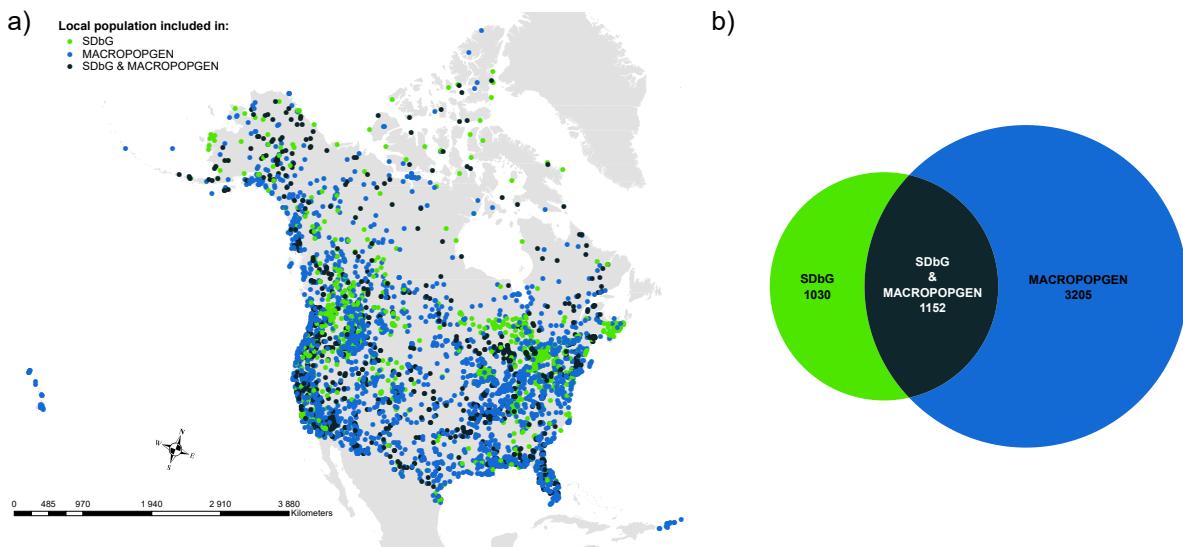 a)
Local population included in:
SDbG
MACROPOPGEN
SDbG & MACROPOPGEN
N
W
E
S
0 485 970 1 940 2 910 3 880
Kilometers
b)
SDbG
1030
SDbG
&
MACROPOPGEN
1152
MACROPOPGEN
3205